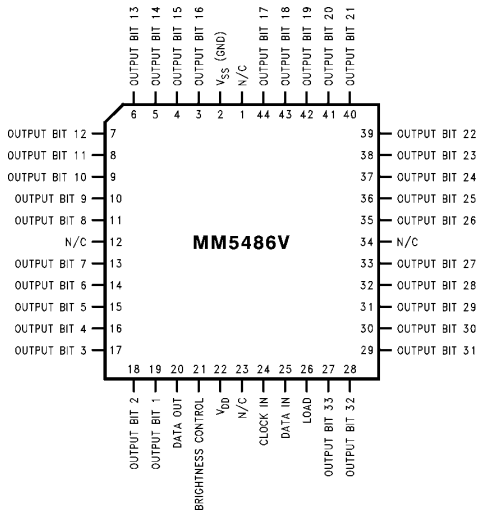 OUTPUT BIT 13
OUTPUT BIT 14
OUTPUT BIT 15
OUTPUT BIT 16
VSS (GND)
N/C
OUTPUT BIT 17
OUTPUT BIT 18
OUTPUT BIT 19
OUTPUT BIT 20
OUTPUT BIT 21
6 5 4 3 2 1 44 43 42 41 40
OUTPUT BIT 12 7
39 OUTPUT BIT 22
OUTPUT BIT 11 8
38 OUTPUT BIT 23
OUTPUT BIT 10 9
37 OUTPUT BIT 24
OUTPUT BIT 9 10
36 OUTPUT BIT 25
OUTPUT BIT 8 11
35 OUTPUT BIT 26
N/C 12
MM5486V
34 N/C
OUTPUT BIT 7 13
33 OUTPUT BIT 27
OUTPUT BIT 6 14
32 OUTPUT BIT 28
OUTPUT BIT 5 15
31 OUTPUT BIT 29
OUTPUT BIT 4 16
30 OUTPUT BIT 30
OUTPUT BIT 3 17
29 OUTPUT BIT 31
18 19 20 21 22 23 24 25 26 27 28
OUTPUT BIT 2
OUTPUT BIT 1
DATA OUT
BRIGHTNESS CONTROL
VDD
N/C
CLOCK IN
DATA IN
LOAD
OUTPUT BIT 33
OUTPUT BIT 32